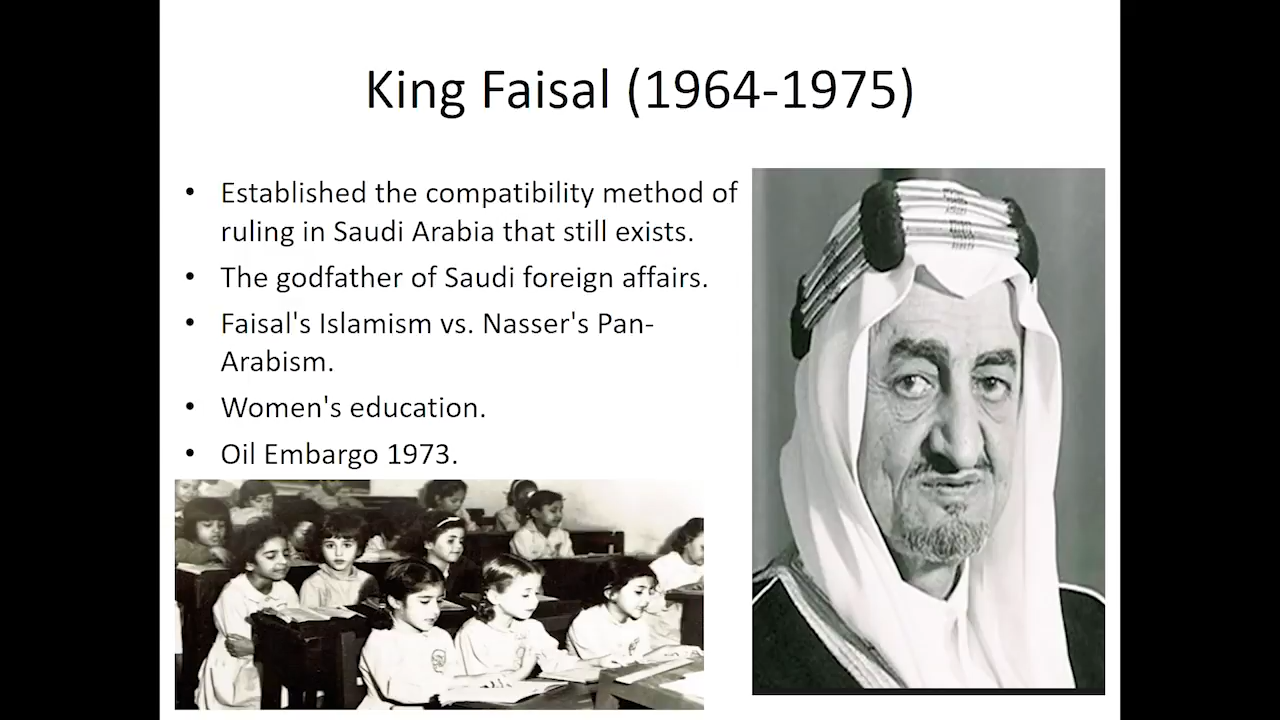 King Faisal (1964-1975)
• Established the compatibility method of
ruling in Saudi Arabia that still exists.
• The godfather of Saudi foreign affairs.
• Faisal's Islamism vs. Nasser's Pan-
Arabism.
• Women's education.
• Oil Embargo 1973.